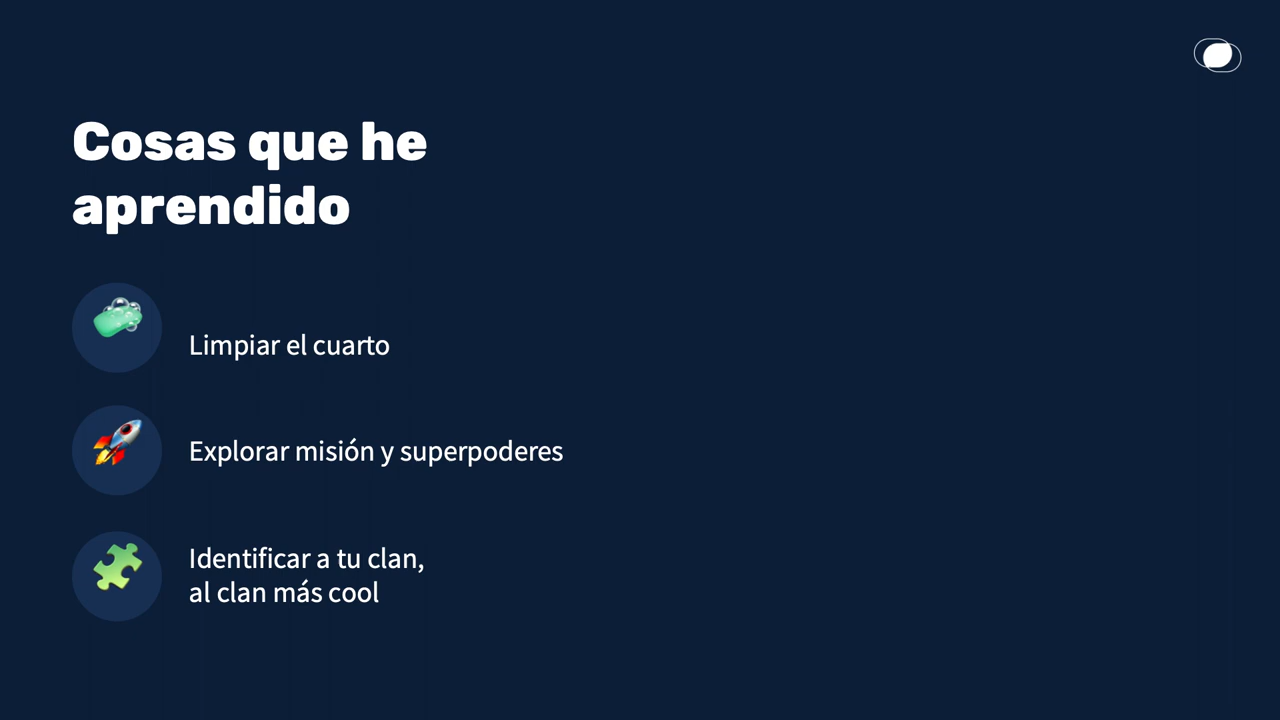 Cosas que he
aprendido
Limpiar el cuarto
Explorar misión y superpoderes
Identificar a tu clan,
al clan más cool